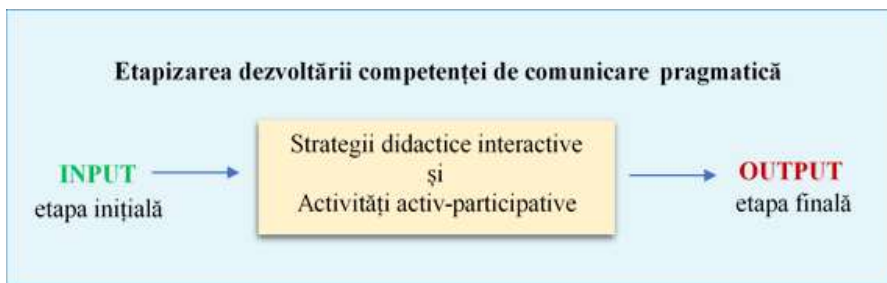 Etapizarea dezvoltării competenței de comunicare pragmatică
INPUT
etapa inițială
Strategii didactice interactive
și
Activități activ-participative
OUTPUT
etapa finală